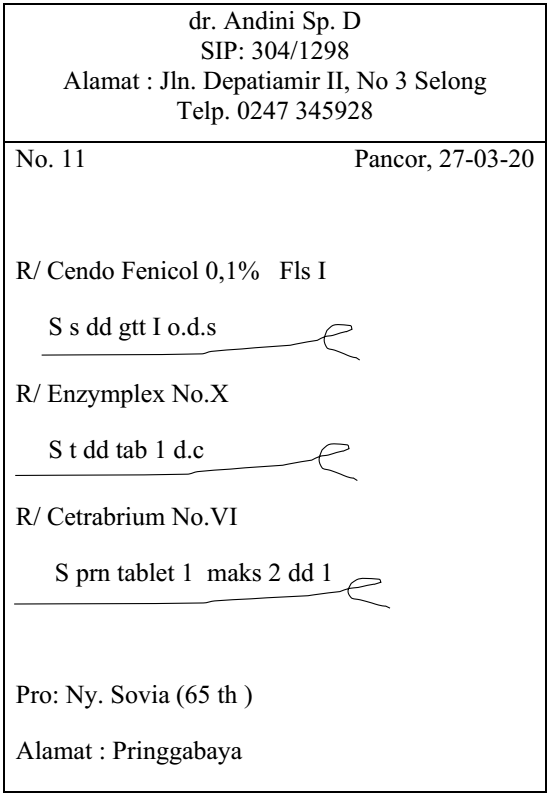 dr. Andini Sp. D
SIP: 304/1298
Alamat : Jln. Depatiamir II, No 3 Selong
Telp. 0247 345928
No. 11 Pancor, 27-03-20
R/ Cendo Fenicol 0,1% Fls I
S s dd gtt I o.d.s
R/ Enzymplex No.X
S t dd tab 1 d.c
R/ Cetrabrium No.VI
S prn tablet 1 maks 2 dd 1
Pro: Ny. Sovia (65 th )
Alamat : Pringgabaya